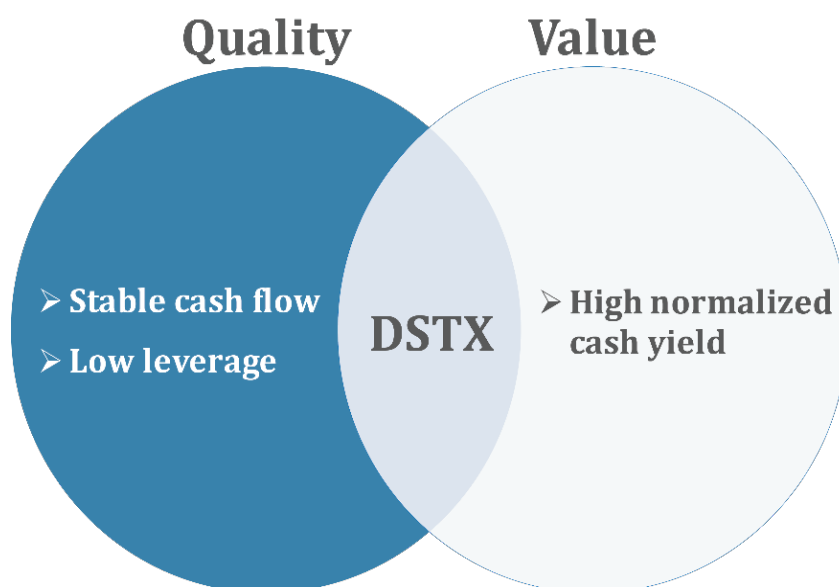 Quality
Value
➢ Stable cash flow
➢ Low leverage
DSTX
➢ High normalized
cash yield